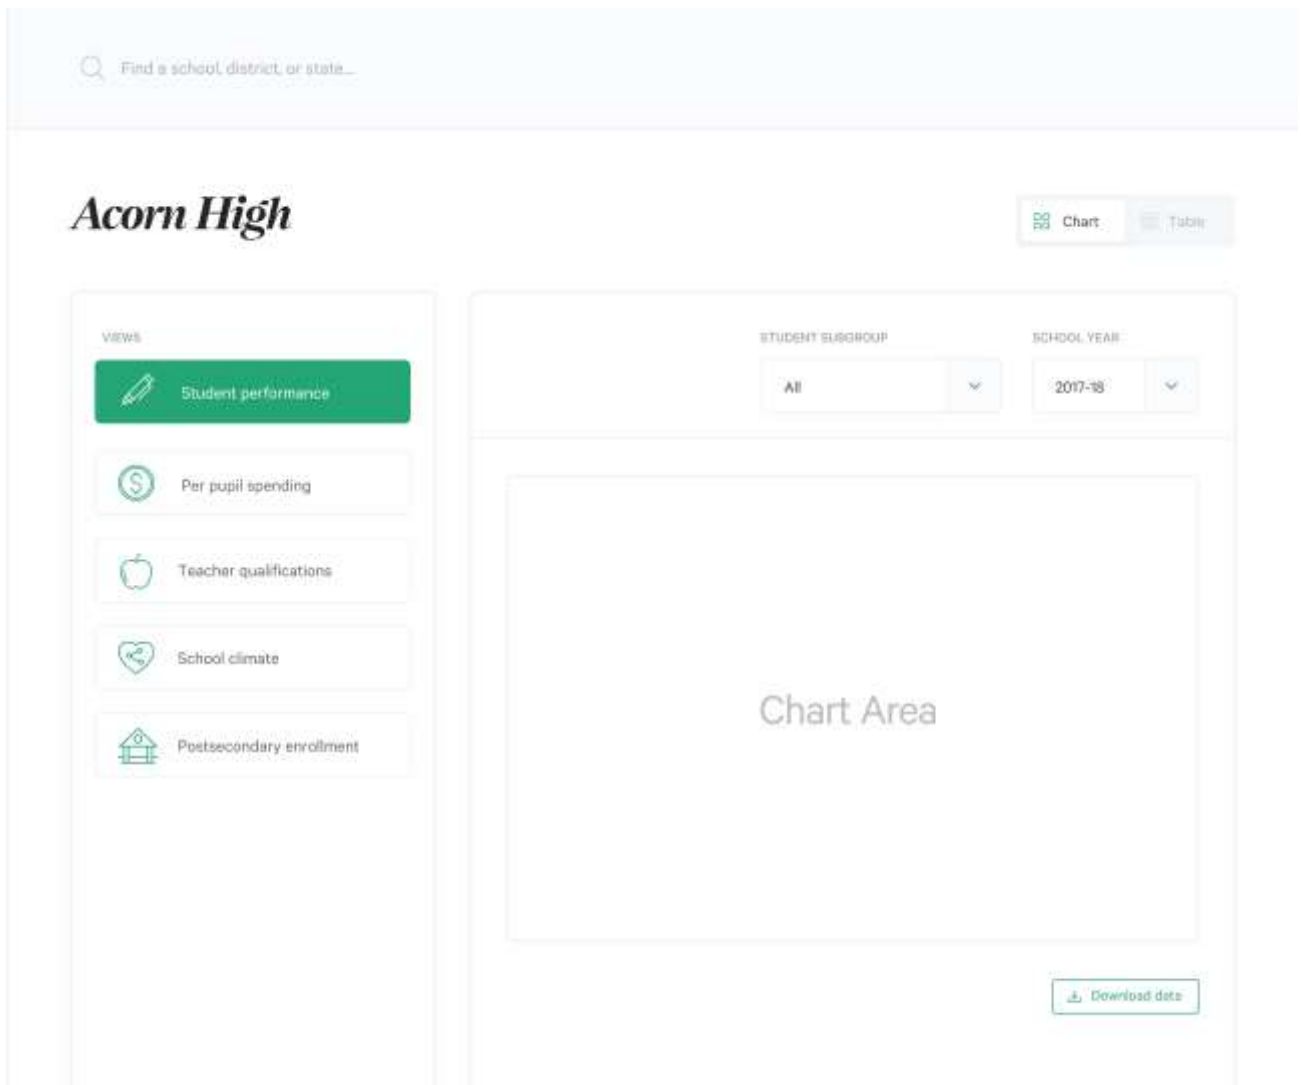 Find a school, district, or state...
Acorn High
Chart
Table
VIEWS
Student performance
Per pupil spending
Teacher qualifications
School climate
Postsecondary enrollment
STUDENT SUBGROUP
All
SCHOOL YEAR
2017-18
Chart Area
Download data